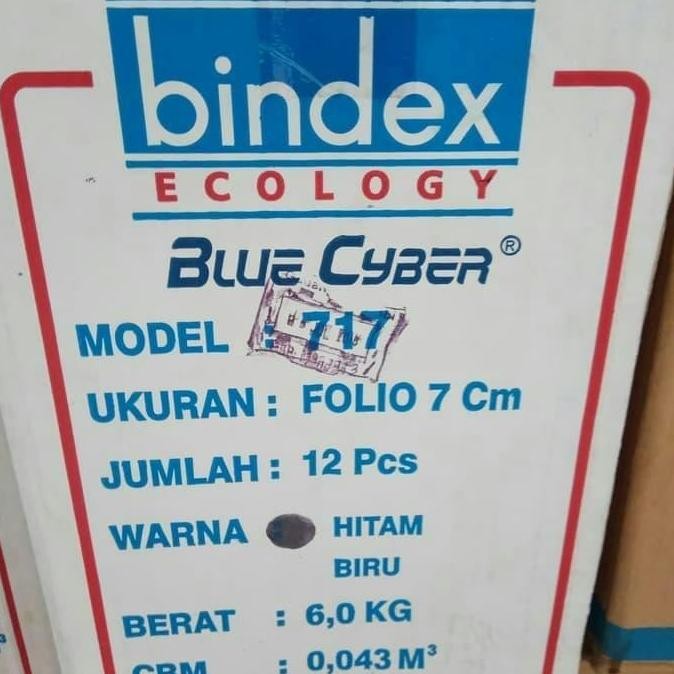 bindex
ECOLOGY
BLUE CYBER®
MODEL : 717
UKURAN : FOLIO 7 Cm
JUMLAH : 12 Pcs
WARNA HITAM
BIRU
BERAT : 6,0 KG
CBM : 0,043 M³